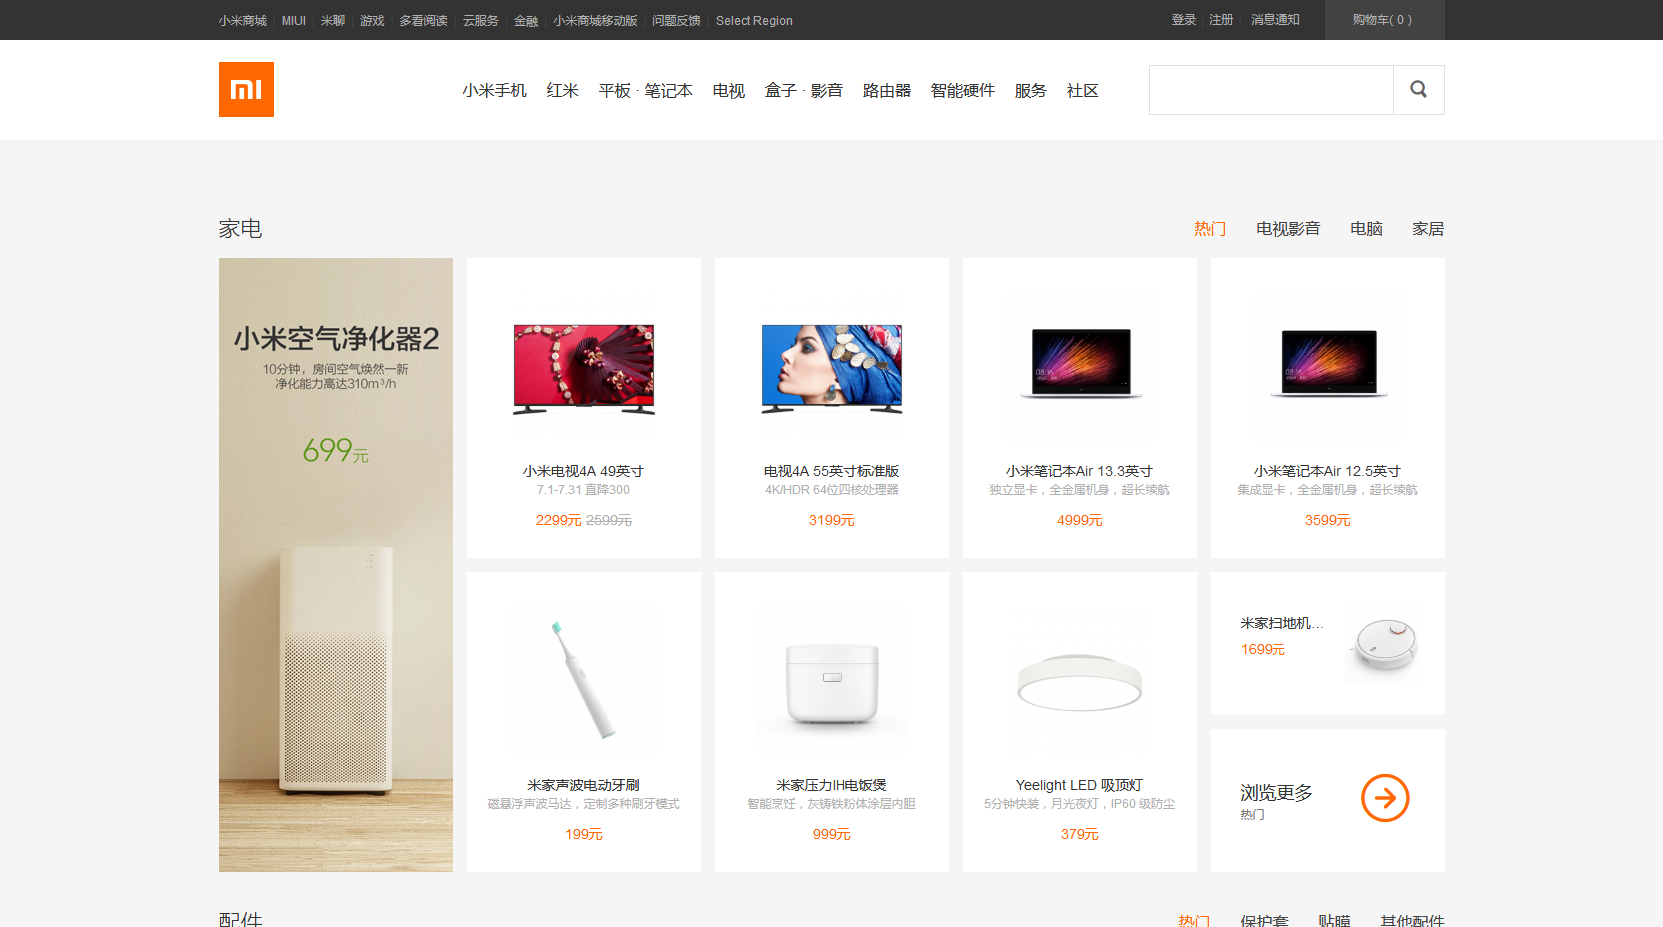 小米商城 MIUI 米聊 游戏 多看阅读 云服务 金融 小米商城移动版 问题反馈 Select Region 登录 注册 消息通知 购物车( 0 )
小米手机 红米 平板 · 笔记本 电视 盒子 · 影音 路由器 智能硬件 服务 社区
家电 热门 电视影音 电脑 家居
小米空气净化器2
10分钟，房间空气焕然一新
净化能力高达310m³/h
699元
小米电视4A 49英寸
7.1-7.31 直降300
2299元 2599元
电视4A 55英寸标准版
4K/HDR 64位四核处理器
3199元
小米笔记本Air 13.3英寸
独立显卡，全金属机身，超长续航
4999元
小米笔记本Air 12.5英寸
集成显卡，全金属机身，超长续航
3599元
米家声波电动牙刷
磁悬浮声波马达，定制多种刷牙模式
199元
米家压力IH电饭煲
智能烹饪，灰铸铁粉体涂层内胆
999元
Yeelight LED 吸顶灯
5分钟快装，月光夜灯，IP60 级防尘
379元
米家扫地机...
1699元
浏览更多
热门
配件 热门 保护套 贴膜 其他配件